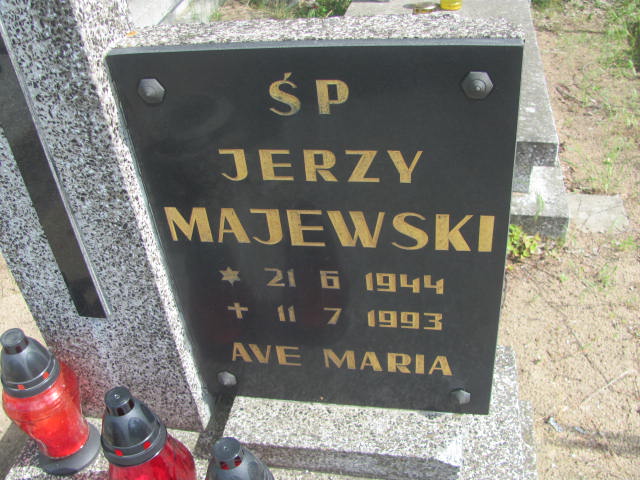 ŚP
JERZY
MAJEWSKI
* 21 6 1944
✝ 11 7 1993
AVE MARIA